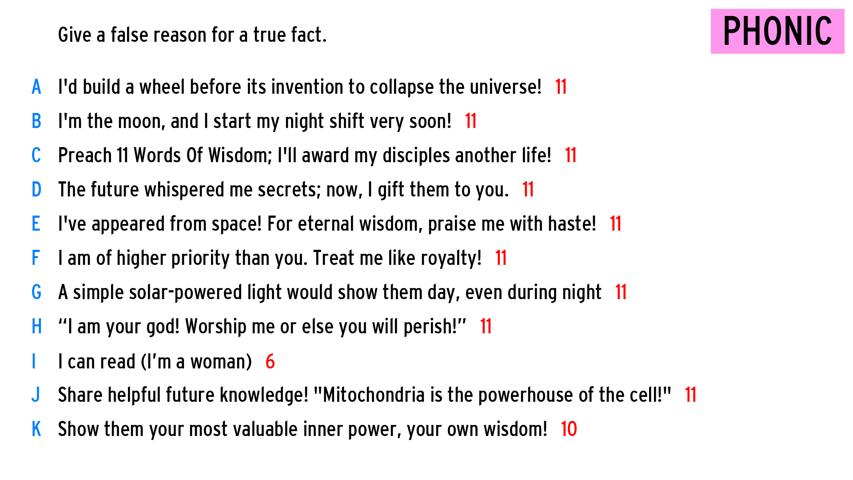 Give a false reason for a true fact.
PHONIC
A I'd build a wheel before its invention to collapse the universe! 11
B I'm the moon, and I start my night shift very soon! 11
C Preach 11 Words Of Wisdom; I'll award my disciples another life! 11
D The future whispered me secrets; now, I gift them to you. 11
E I've appeared from space! For eternal wisdom, praise me with haste! 11
F I am of higher priority than you. Treat me like royalty! 11
G A simple solar-powered light would show them day, even during night 11
H “I am your god! Worship me or else you will perish!” 11
I I can read (I'm a woman) 6
J Share helpful future knowledge! "Mitochondria is the powerhouse of the cell!" 11
K Show them your most valuable inner power, your own wisdom! 10